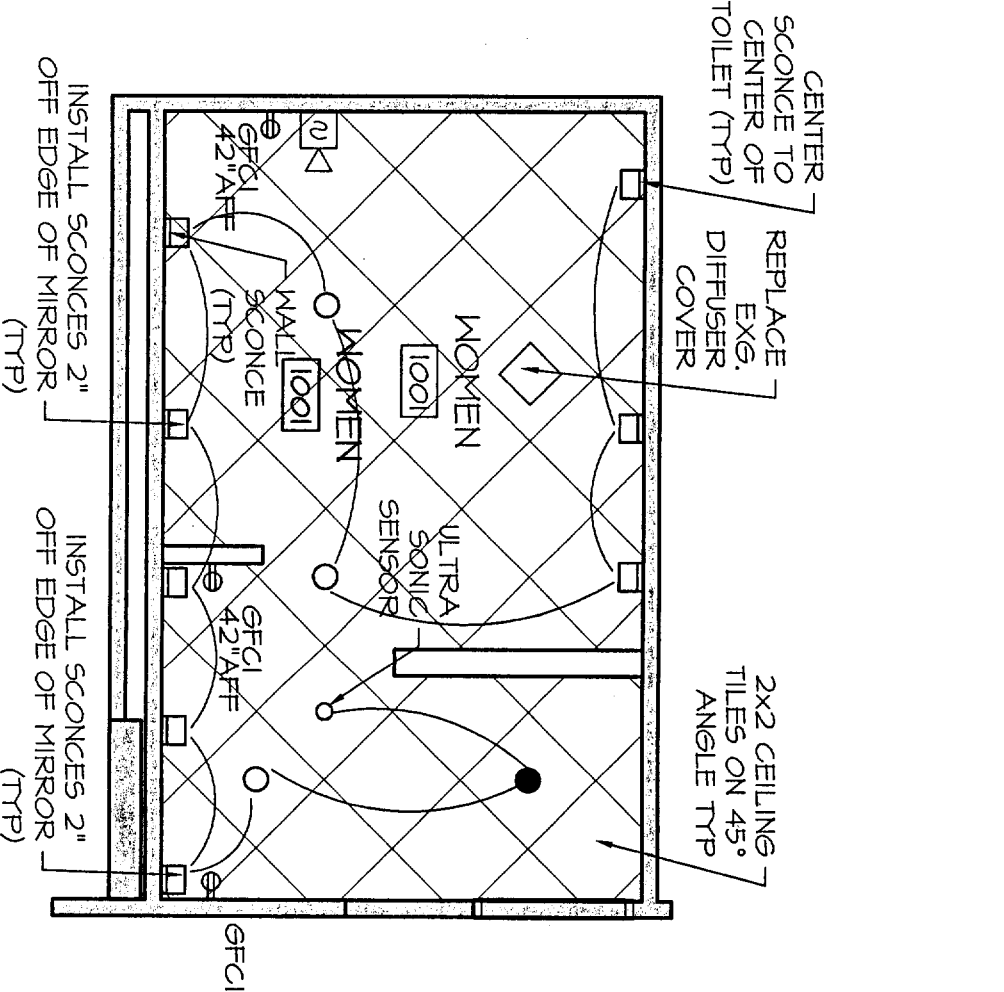 CENTER
SCONCE TO
CENTER OF
TOILET (TYP)
REPLACE
EXG.
DIFFUSER
COVER
2x2 CEILING
TILES ON 45°
ANGLE TYP
WOMEN
1001
WOMEN
1001
ULTRA
SONIC
SENSOR
GFCI
42"AFF
WALL
SCONCE
(TYP)
GFCI
42"AFF
GFCI
INSTALL SCONCES 2"
OFF EDGE OF MIRROR
(TYP)
INSTALL SCONCES 2"
OFF EDGE OF MIRROR
(TYP)